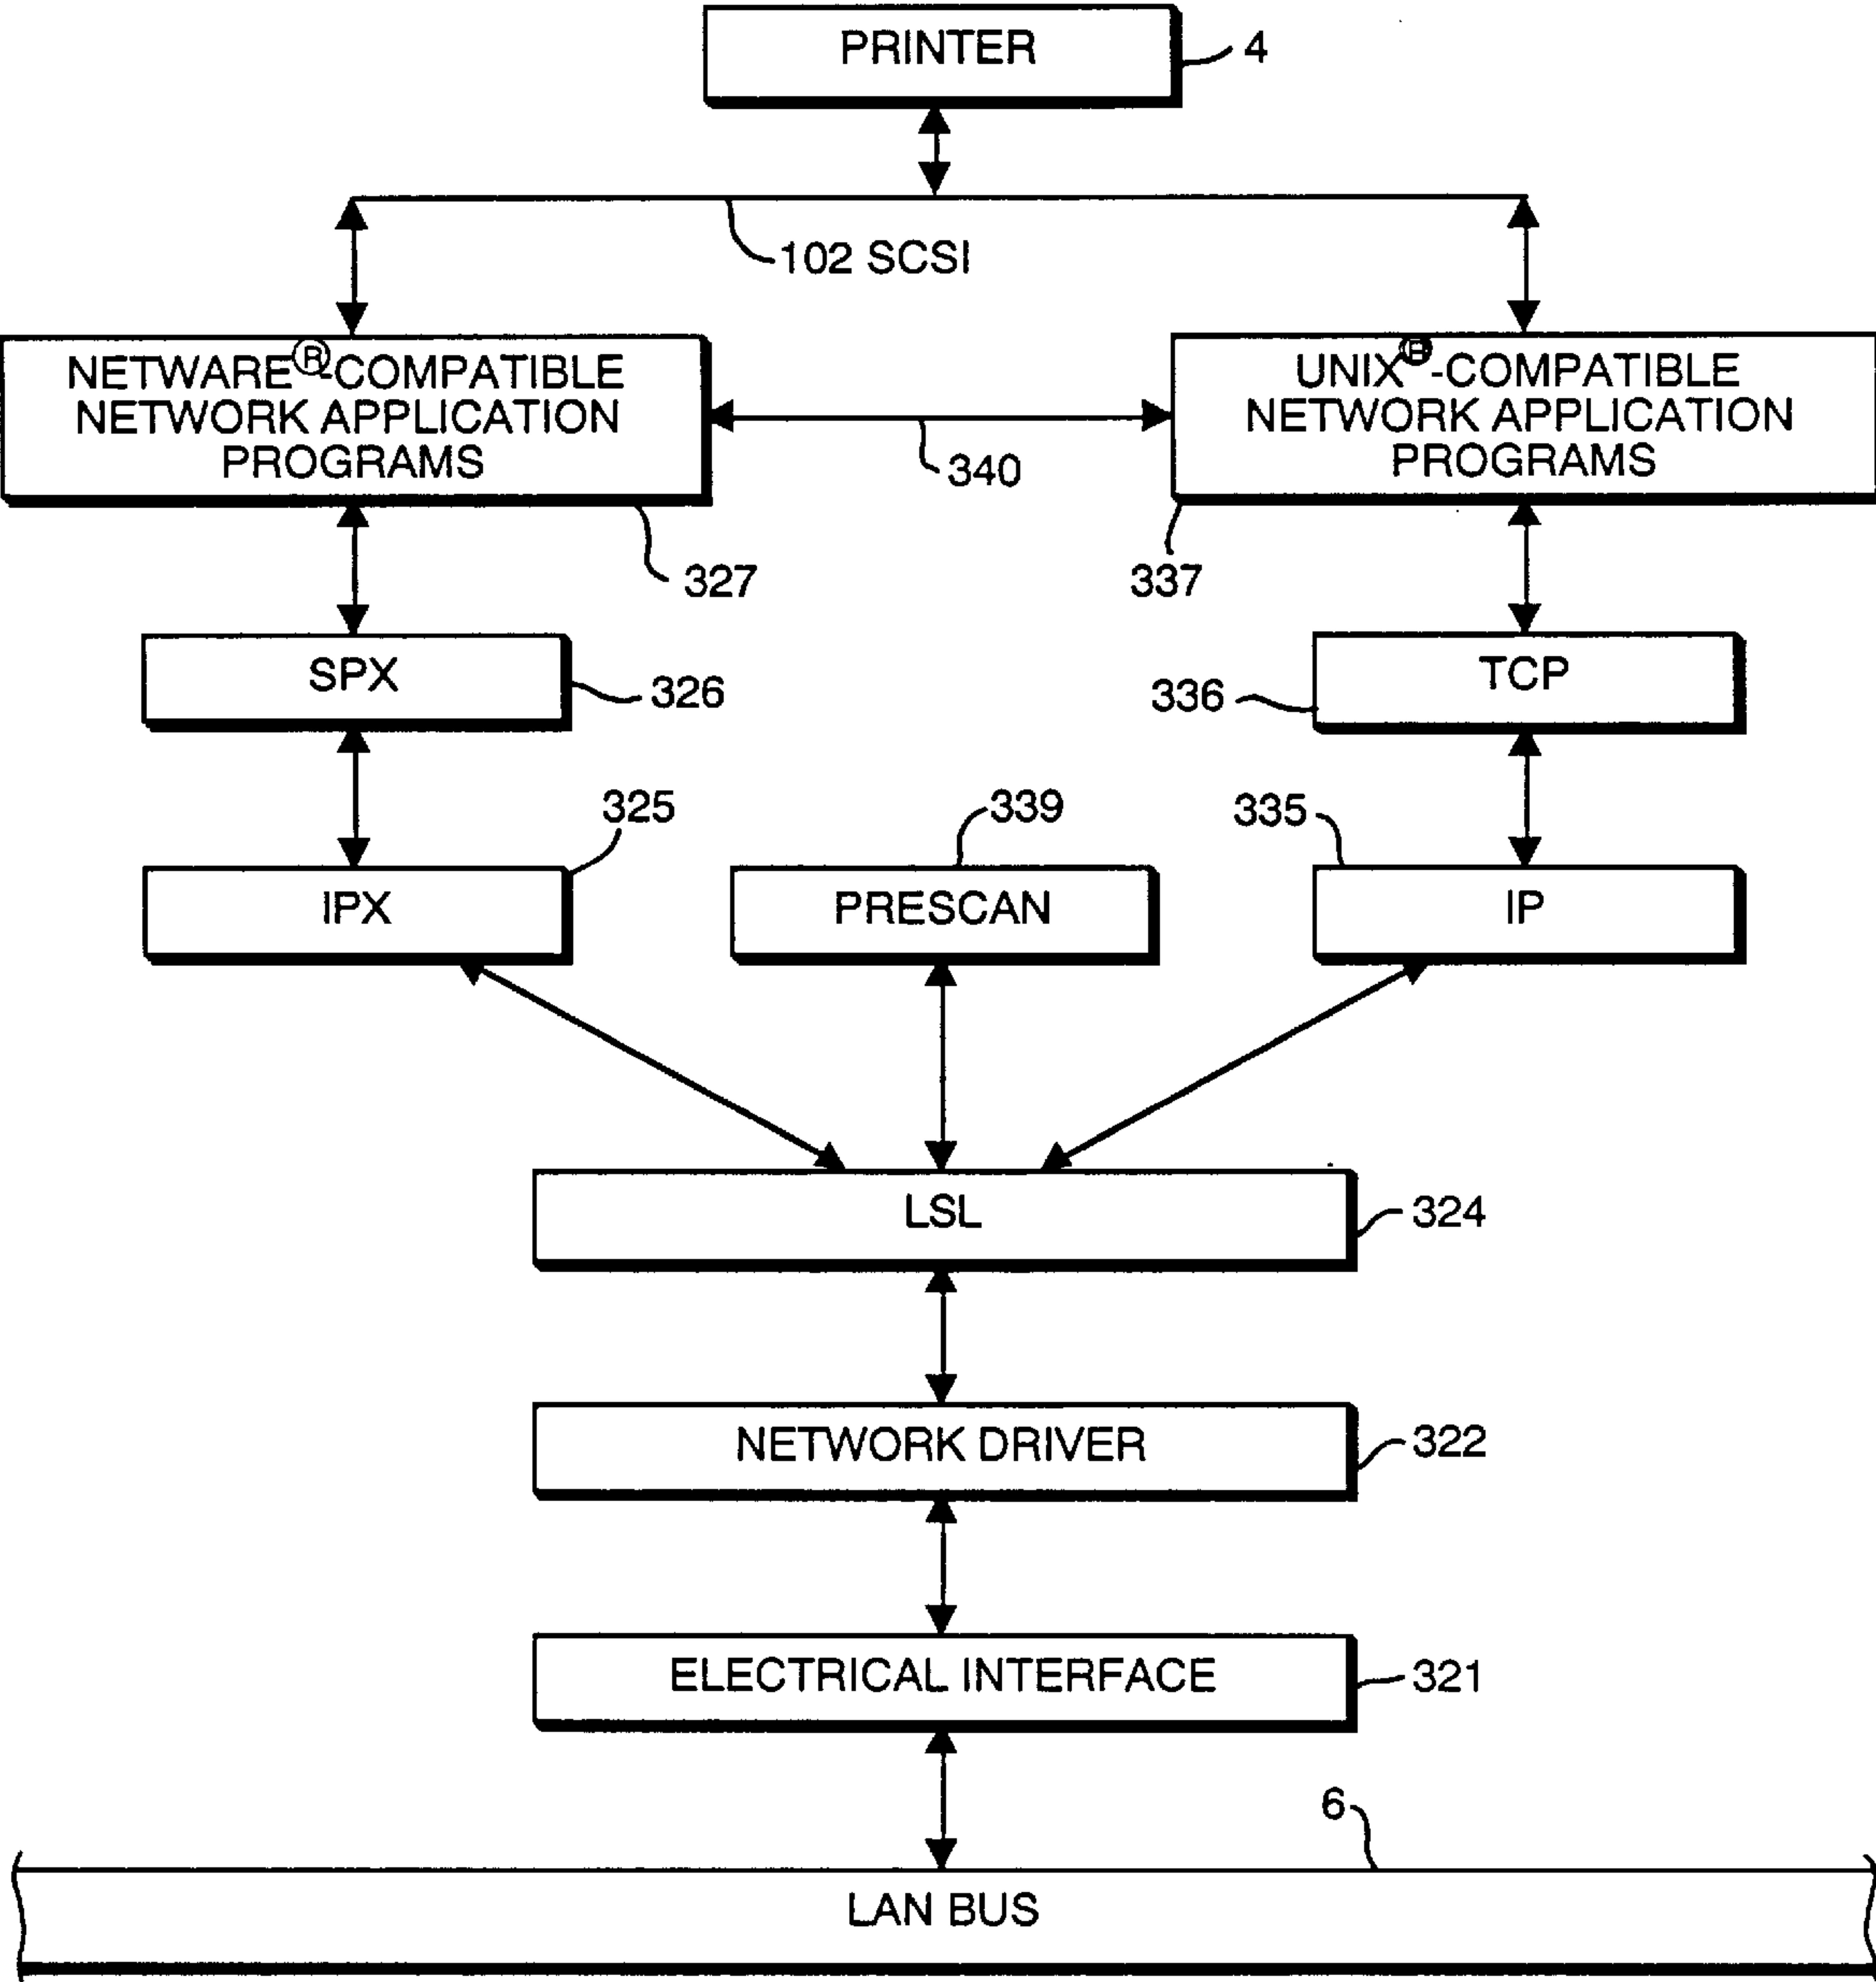 PRINTER
4
102 SCSI
NETWARE®-COMPATIBLE
NETWORK APPLICATION
PROGRAMS
UNIX®-COMPATIBLE
NETWORK APPLICATION
PROGRAMS
340
327
337
SPX
326
TCP
336
325
339
335
IPX
PRESCAN
IP
LSL
324
NETWORK DRIVER
322
ELECTRICAL INTERFACE
321
6
LAN BUS